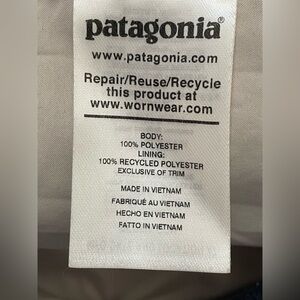 patagonia®
www.patagonia.com
Repair/Reuse/Recycle
this product at
www.wornwear.com
BODY:
100% POLYESTER
LINING:
100% RECYCLED POLYESTER
EXCLUSIVE OF TRIM
MADE IN VIETNAM
FABRIQUÉ AU VIETNAM
HECHO EN VIETNAM
FATTO IN VIETNAM